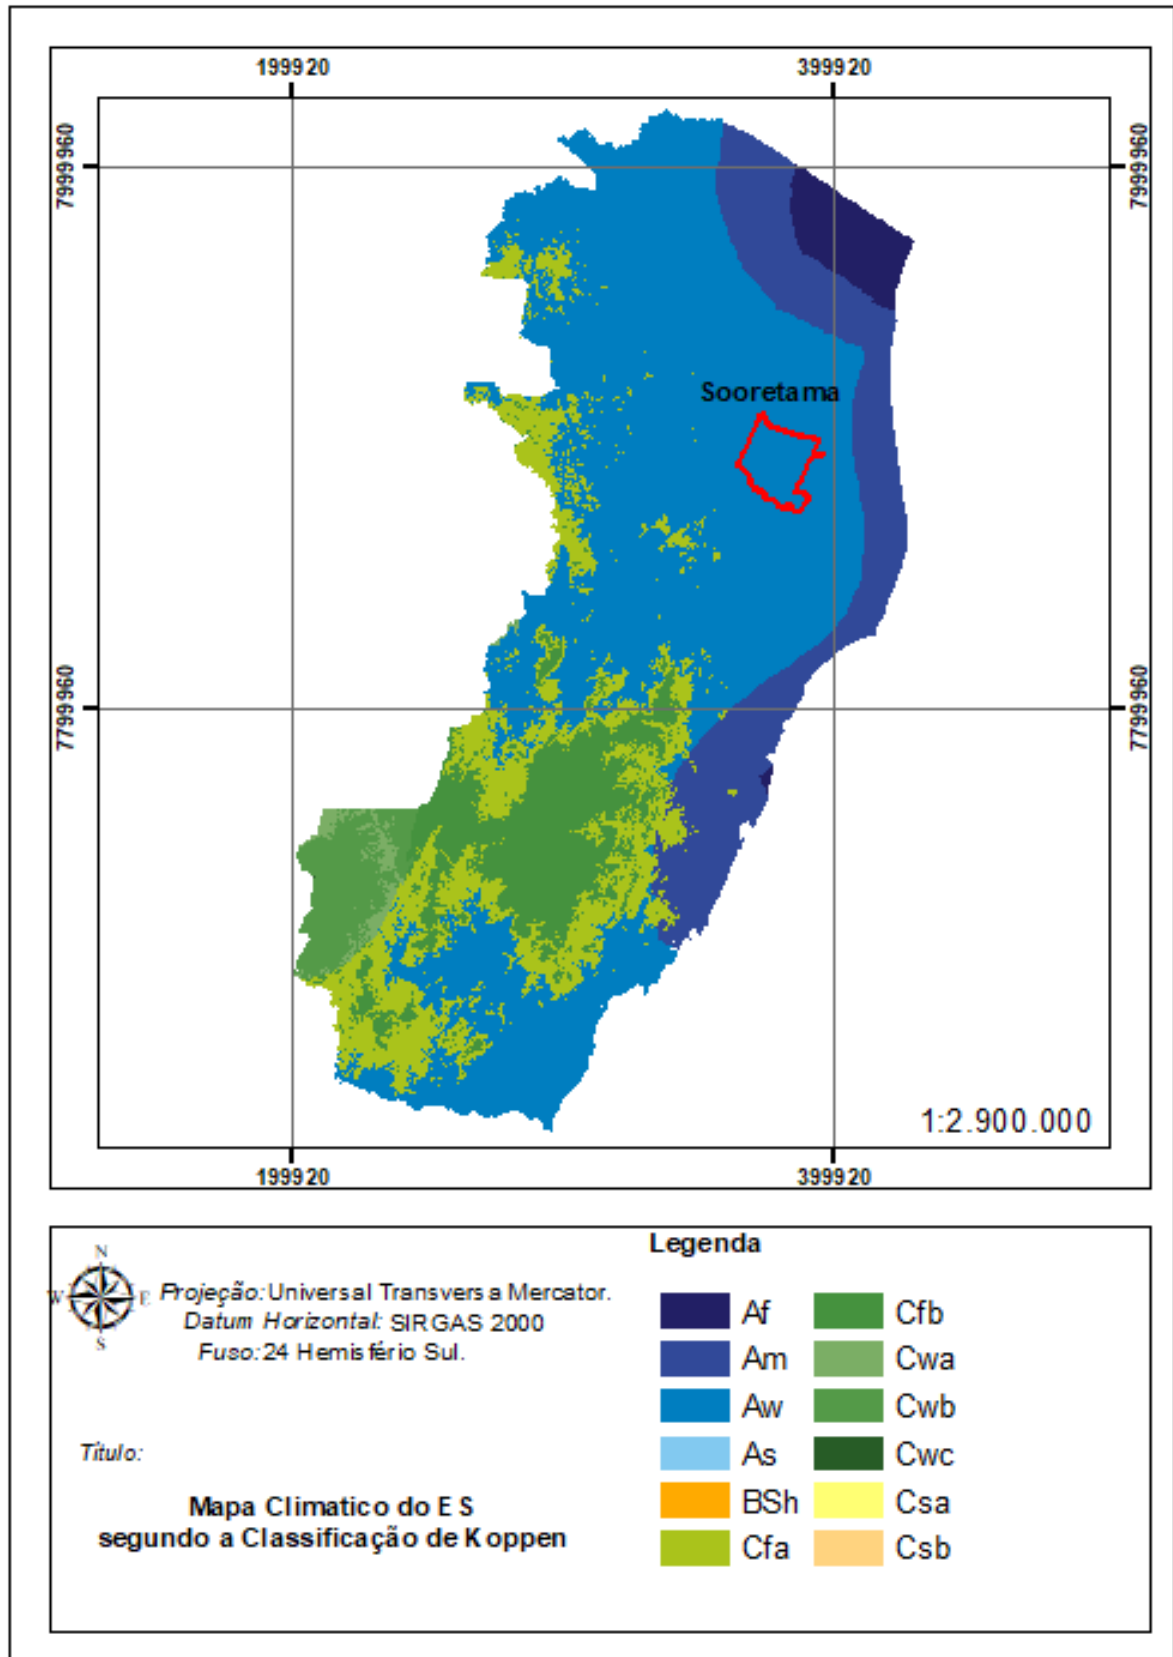 199920 399920
7999960 7999960
Sooretama
7799960 7799960
1:2.900.000
199920 399920
Legenda
N
W E
S
Projeção: Universal Transversa Mercator.
Datum Horizontal: SIRGAS 2000
Fuso: 24 Hemisfério Sul.
Título:
Mapa Climatico do ES
segundo a Classificação de Koppen
Af Cfb
Am Cwa
Aw Cwb
As Cwc
BSh Csa
Cfa Csb